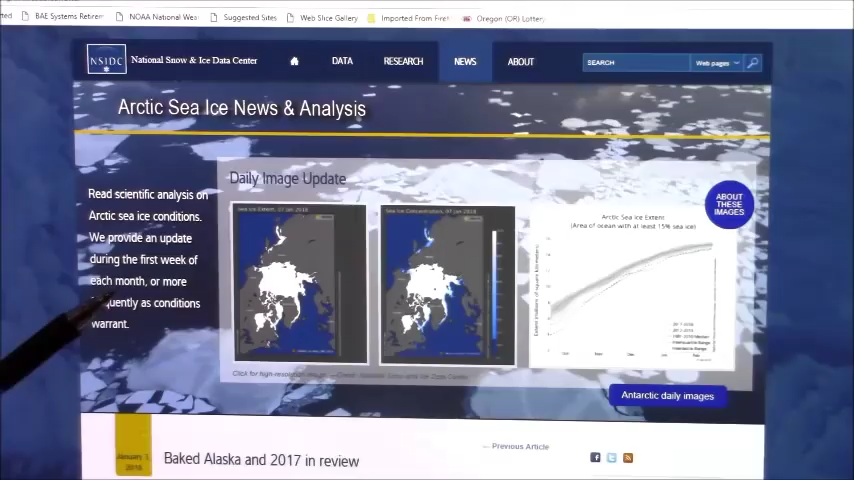 BAE Systems Retirem
NOAA National Wea
Suggested Sites
Web Slice Gallery
Imported From Firef
Oregon (OR) Lottery
NSIDC
National Snow & Ice Data Center
DATA
RESEARCH
NEWS
ABOUT
SEARCH
Web pages
Arctic Sea Ice News & Analysis
Daily Image Update
Read scientific analysis on
Arctic sea ice conditions.
We provide an update
during the first week of
each month, or more
frequently as conditions
warrant.
ABOUT
THESE
IMAGES
Arctic Sea Ice Extent
(Area of ocean with at least 15% sea ice)
Antarctic daily images
Previous Article
Baked Alaska and 2017 in review